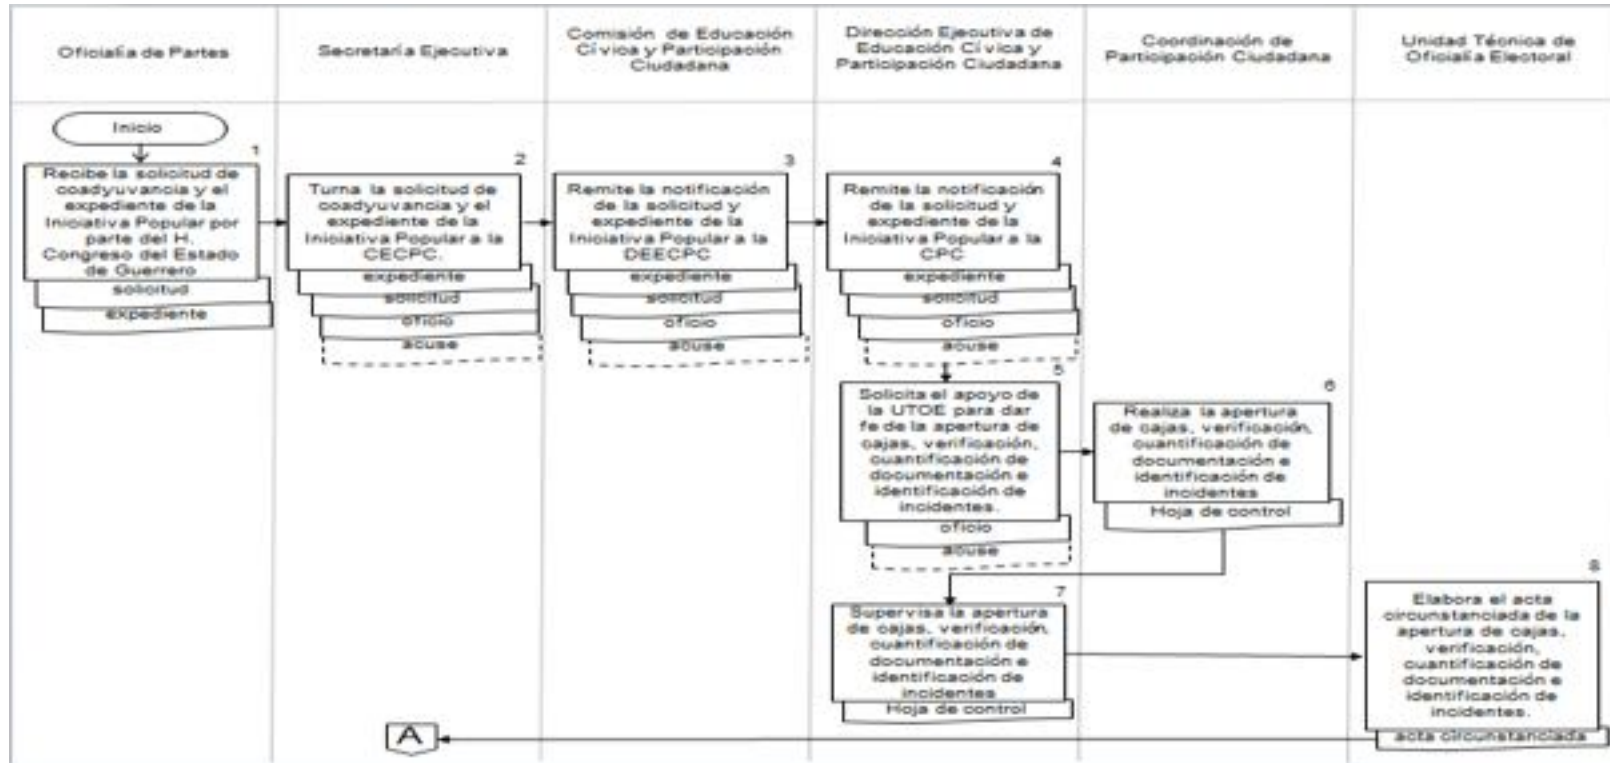 Oficialía de Partes
Secretaría Ejecutiva
Comisión de Educación
Cívica y Participación
Ciudadana
Dirección Ejecutiva de
Educación Cívica y
Participación Ciudadana
Coordinación de
Participación Ciudadana
Unidad Técnica de
Oficialía Electoral
Inicio
1
Recibe la solicitud de
coadyuvancia y el
expediente de la
Iniciativa Popular por
parte del H.
Congreso del Estado
de Guerrero
solicitud
expediente
2
Turna la solicitud de
coadyuvancia y el
expediente de la
Iniciativa Popular a la
CECPC.
expediente
solicitud
oficio
acuse
3
Remite la notificación
de la solicitud y
expediente de la
Iniciativa Popular a la
DEECPC
expediente
solicitud
oficio
acuse
4
Remite la notificación
de la solicitud y
expediente de la
Iniciativa Popular a la
CPC
expediente
solicitud
oficio
acuse
5
Solicita el apoyo de
la UTOE para dar
fe de la apertura de
cajas, verificación,
cuantificación de
documentación e
identificación de
incidentes.
oficio
acuse
6
Realiza la apertura
de cajas, verificación,
cuantificación de
documentación e
identificación de
incidentes
Hoja de control
7
Supervisa la apertura
de cajas, verificación,
cuantificación de
documentación e
identificación de
incidentes
Hoja de control
8
Elabora el acta
circunstanciada de la
apertura de cajas,
verificación,
cuantificación de
documentación e
identificación de
incidentes.
acta circunstanciada
A